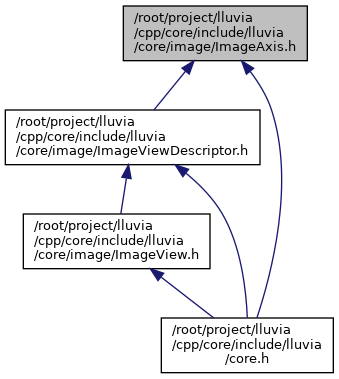 /root/project/lluvia
/cpp/core/include/lluvia
/core/image/ImageAxis.h
/root/project/lluvia
/cpp/core/include/lluvia
/core/image/ImageViewDescriptor.h
/root/project/lluvia
/cpp/core/include/lluvia
/core/image/ImageView.h
/root/project/lluvia
/cpp/core/include/lluvia
/core.h